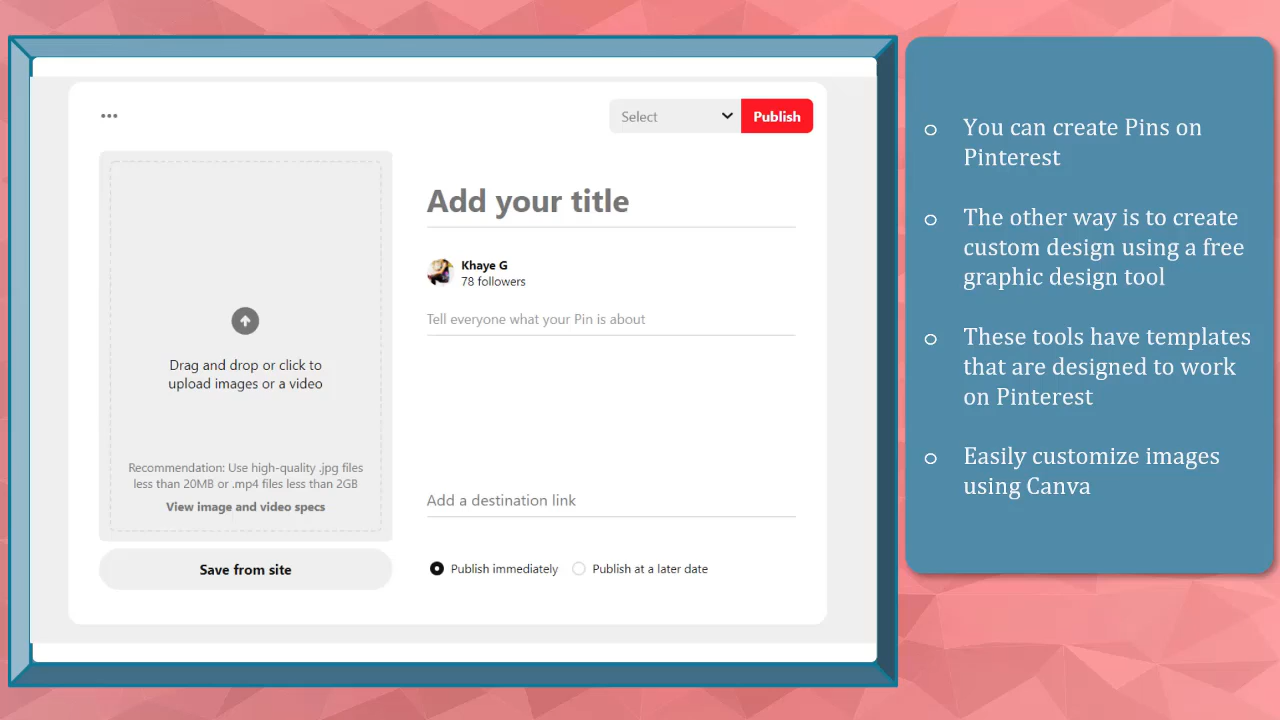 Select
Publish
Add your title
Khaye G
78 followers
Tell everyone what your Pin is about
Drag and drop or click to
upload images or a video
Recommendation: Use high-quality .jpg files
less than 20MB or .mp4 files less than 2GB
View image and video specs
Add a destination link
Save from site
Publish immediately
Publish at a later date
You can create Pins on
Pinterest
The other way is to create
custom design using a free
graphic design tool
These tools have templates
that are designed to work
on Pinterest
Easily customize images
using Canva